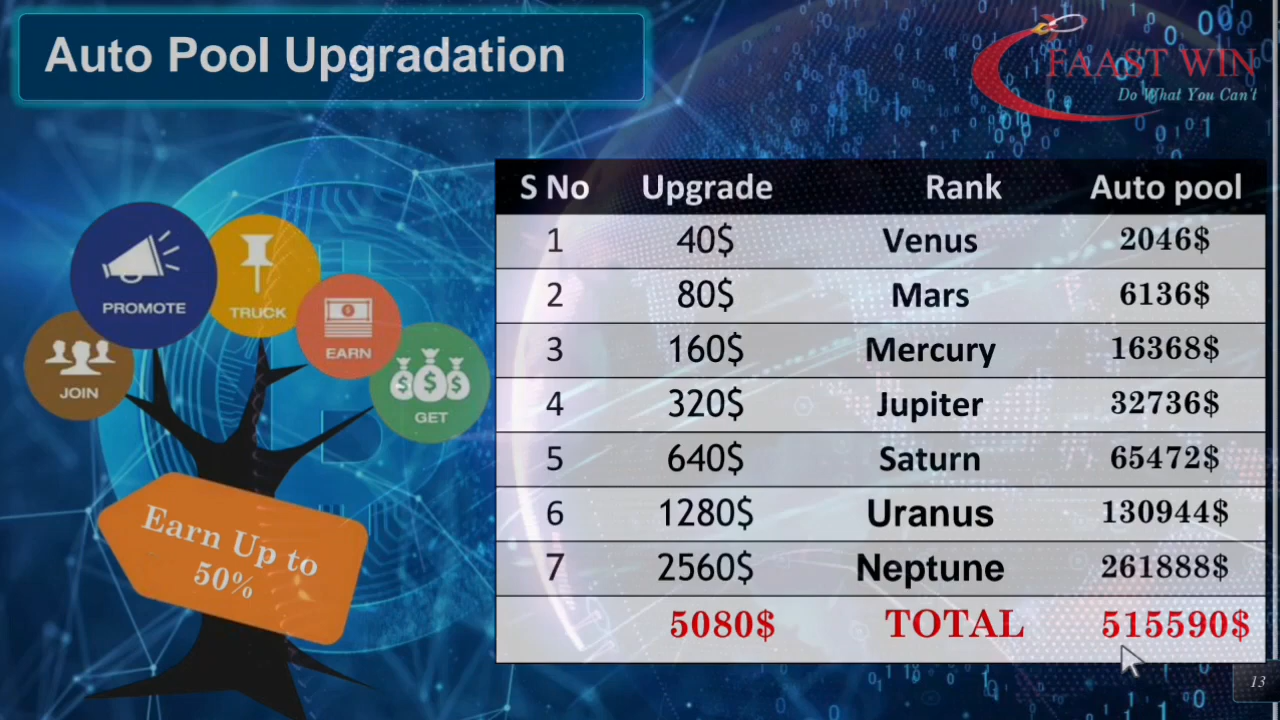 Auto Pool Upgradation
FAAST WIN
Do What You Can't
PROMOTE
TRUCK
EARN
JOIN
GET
Earn Up to
50%
S No Upgrade Rank Auto pool
1 40$ Venus 2046$
2 80$ Mars 6136$
3 160$ Mercury 16368$
4 320$ Jupiter 32736$
5 640$ Saturn 65472$
6 1280$ Uranus 130944$
7 2560$ Neptune 261888$
5080$ TOTAL 515590$
13